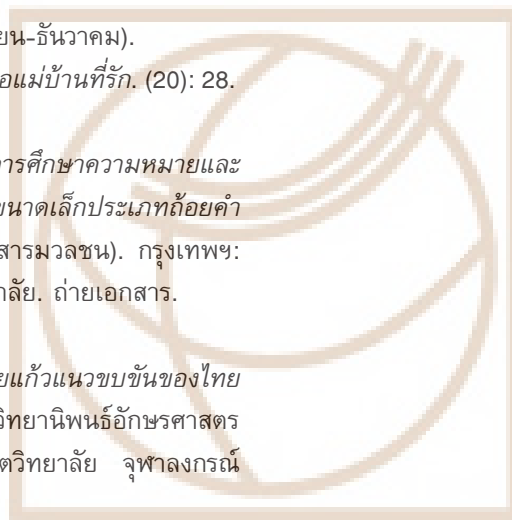 ยน-ธันวาคม).
อแม่บ้านที่รัก. (20): 28.
การศึกษาความหมายและ
ขนาดเล็กประเภทถ้อยคำ
สารมวลชน). กรุงเทพฯ:
าลัย. ถ่ายเอกสาร.
ยแก้วแนวขบขันของไทย
วิทยานิพนธ์อักษรศาสตร
ตวิทยาลัย จุฬาลงกรณ์